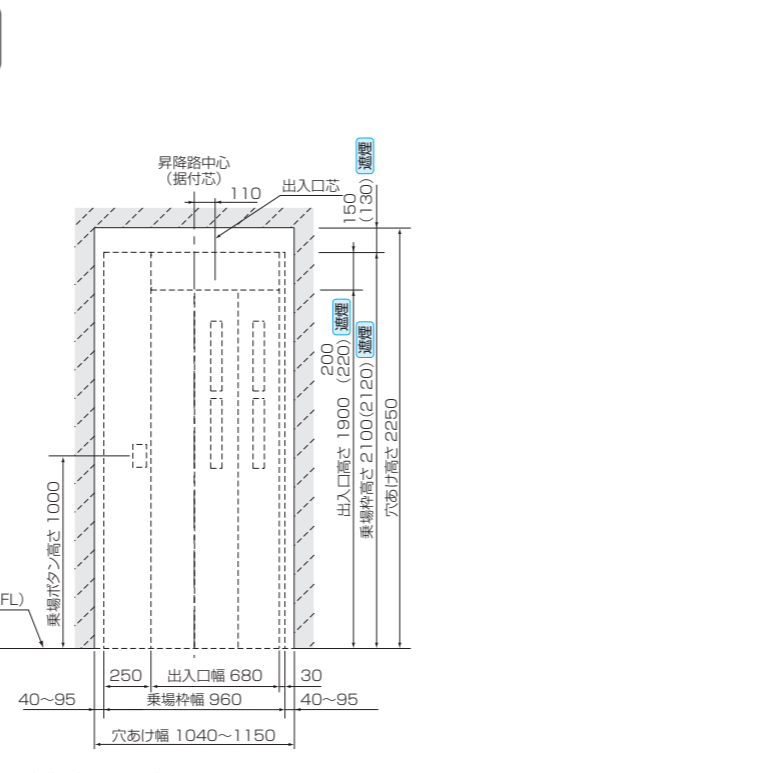 昇降路中心
（据付芯）
110
出入口芯
150
（130）遮煙
200
（220）遮煙
出入口高さ 1900
乗場枠高さ 2100（2120）遮煙
穴あけ高さ 2250
乗場ボタン高さ 1000
FL）
250
出入口幅 680
30
40～95
乗場枠幅 960
40～95
穴あけ幅 1040～1150